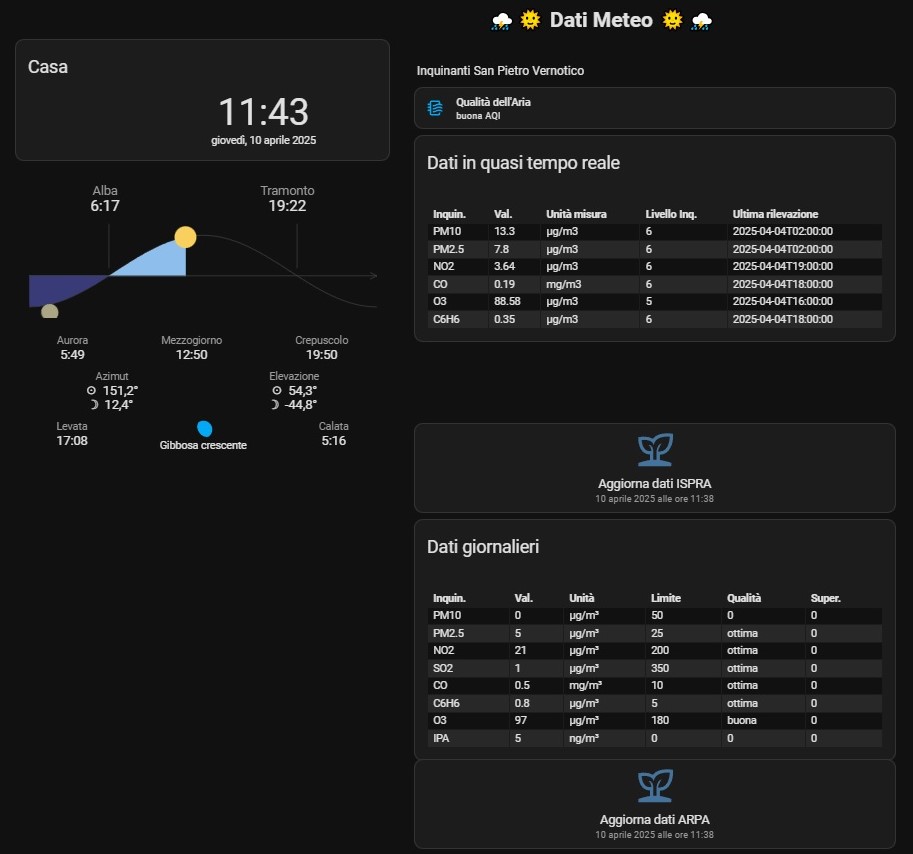 Dati Meteo
Casa
11:43
giovedì, 10 aprile 2025
Alba
6:17
Tramonto
19:22
Aurora
5:49
Mezzogiorno
12:50
Crepuscolo
19:50
Azimut
151,2°
12,4°
Elevazione
54,3°
-44,8°
Levata
17:08
Gibbosa crescente
Calata
5:16
Inquinanti San Pietro Vernotico
Qualità dell'Aria
buona AQI
Dati in quasi tempo reale
Inquin. Val. Unità misura Livello Inq. Ultima rilevazione
PM10 13.3 µg/m3 6 2025-04-04T02:00:00
PM2.5 7.8 µg/m3 6 2025-04-04T02:00:00
NO2 3.64 µg/m3 6 2025-04-04T19:00:00
CO 0.19 mg/m3 6 2025-04-04T18:00:00
O3 88.58 µg/m3 5 2025-04-04T16:00:00
C6H6 0.35 µg/m3 6 2025-04-04T18:00:00
Aggiorna dati ISPRA
10 aprile 2025 alle ore 11:38
Dati giornalieri
Inquin. Val. Unità Limite Qualità Super.
PM10 0 µg/m³ 50 0 0
PM2.5 5 µg/m³ 25 ottima 0
NO2 21 µg/m³ 200 ottima 0
SO2 1 µg/m³ 350 ottima 0
CO 0.5 mg/m³ 10 ottima 0
C6H6 0.8 µg/m³ 5 ottima 0
O3 97 µg/m³ 180 buona 0
IPA 5 ng/m³ 0 0 0
Aggiorna dati ARPA
10 aprile 2025 alle ore 11:38